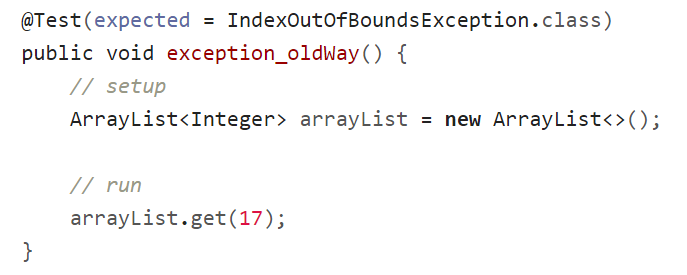 @Test(expected = IndexOutOfBoundsException.class)
public void exception_oldWay() {
    // setup
    ArrayList<Integer> arrayList = new ArrayList<>();

    // run
    arrayList.get(17);
}